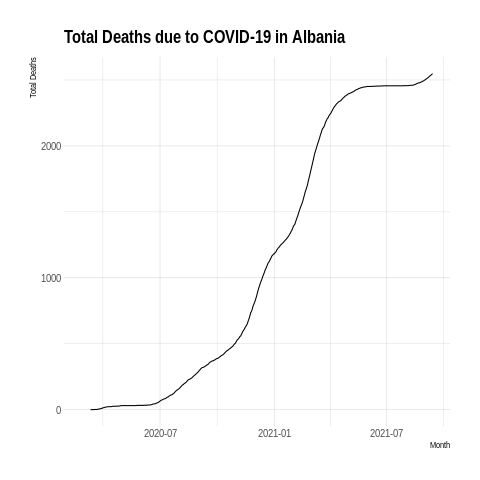 Total Deaths due to COVID-19 in Albania
Total Deaths
2000
1000
0
2020-07
2021-01
2021-07
Month